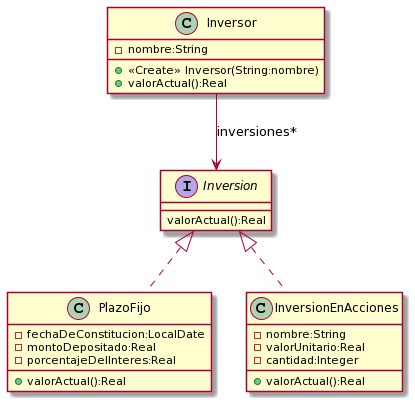 C Inversor
nombre:String
«Create» Inversor(String:nombre)
valorActual():Real
inversiones*
I Inversion
valorActual():Real
C PlazoFijo
fechaDeConstitucion:LocalDate
montoDepositado:Real
porcentajeDelInteres:Real
valorActual():Real
C InversionEnAcciones
nombre:String
valorUnitario:Real
cantidad:Integer
valorActual():Real